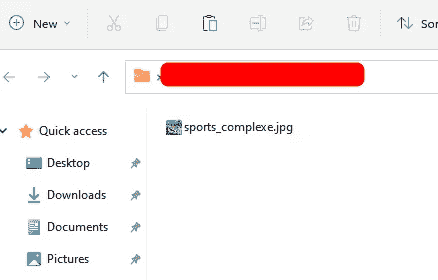 New
Sor
sports_complexe.jpg
Quick access
Desktop
Downloads
Documents
Pictures